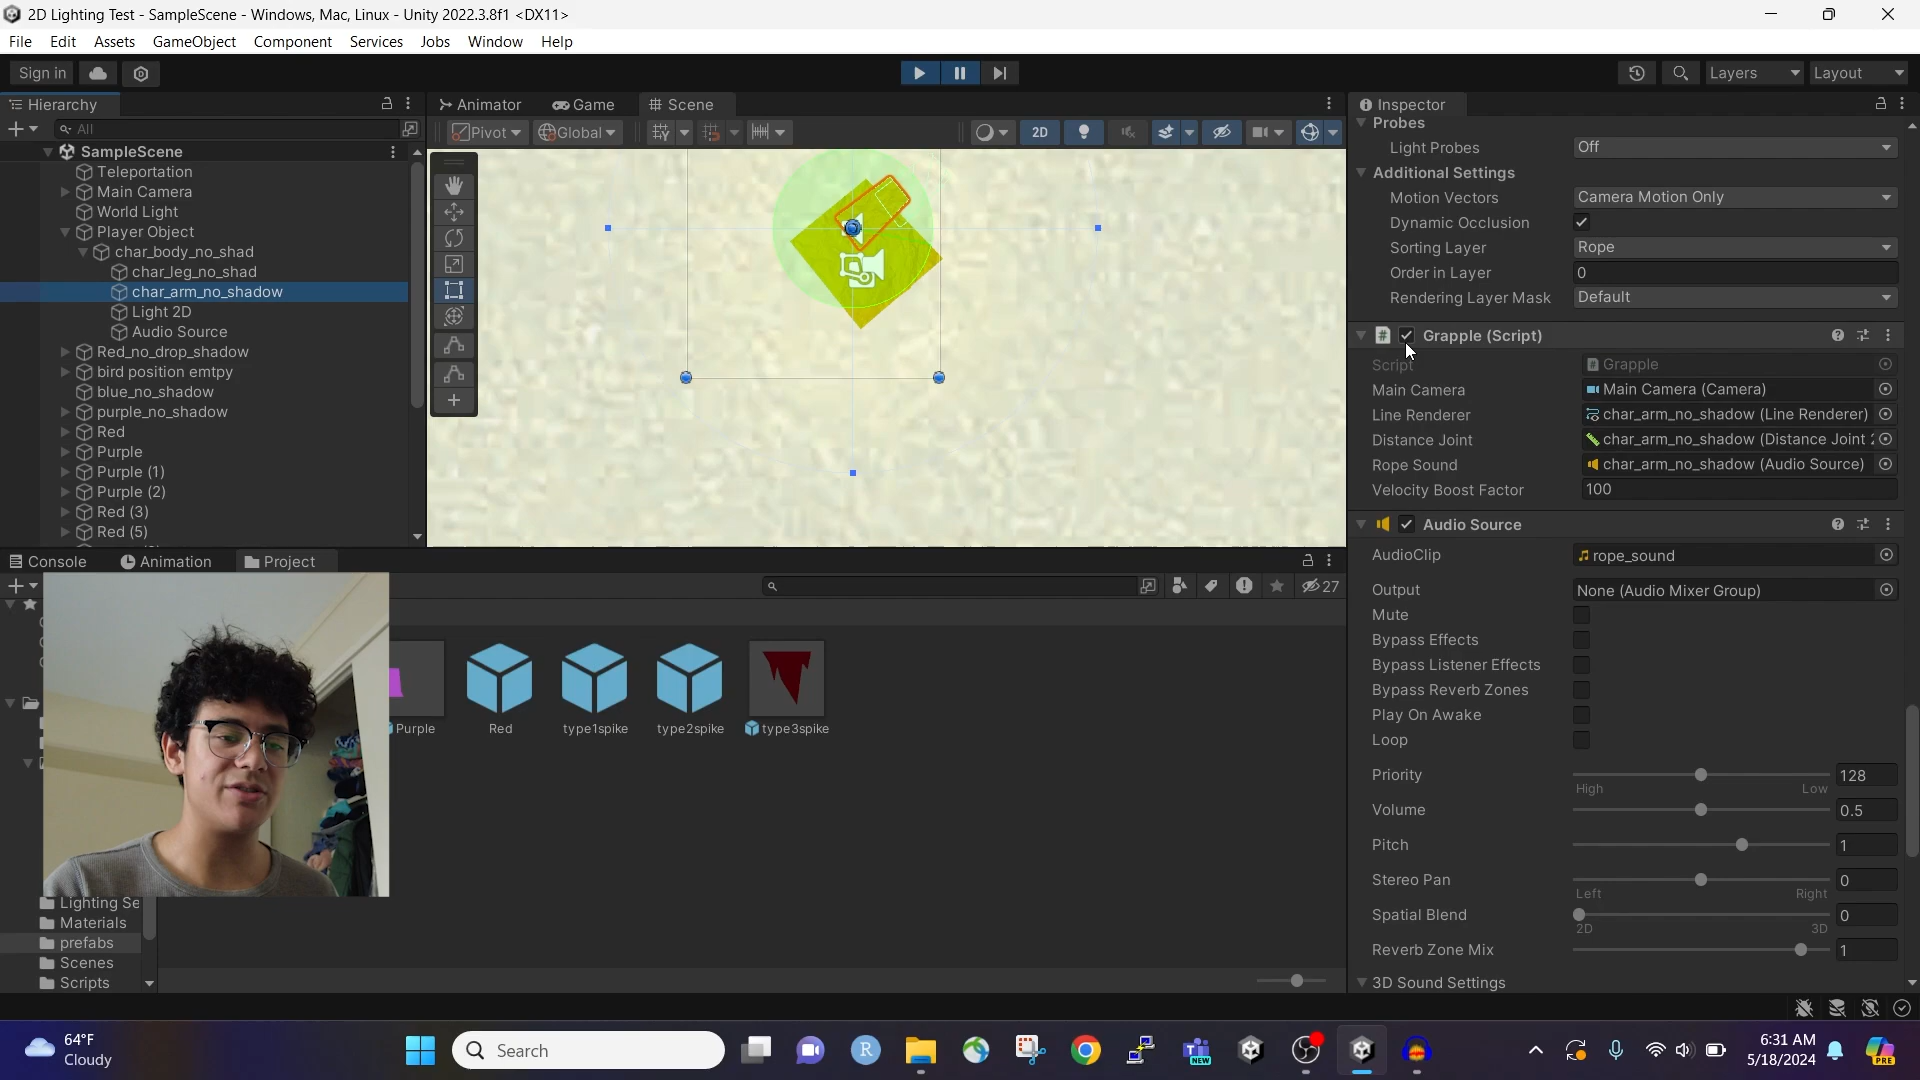 2D Lighting Test - SampleScene - Windows, Mac, Linux - Unity 2022.3.8f1 <DX11>
File Edit Assets GameObject Component Services Jobs Window Help
Sign in Layers Layout
Hierarchy
All
SampleScene
Teleportation
Main Camera
World Light
Player Object
char_body_no_shad
char_leg_no_shad
char_arm_no_shadow
Light 2D
Audio Source
Red_no_drop_shadow
bird position emtpy
blue_no_shadow
purple_no_shadow
Red
Purple
Purple (1)
Purple (2)
Red (3)
Red (5)
Animator Game Scene
Pivot Global 2D
Inspector
Probes
Light Probes Off
Additional Settings
Motion Vectors Camera Motion Only
Dynamic Occlusion
Sorting Layer Rope
Order in Layer 0
Rendering Layer Mask Default
# Grapple (Script)
Script # Grapple
Main Camera Main Camera (Camera)
Line Renderer char_arm_no_shadow (Line Renderer)
Distance Joint char_arm_no_shadow (Distance Joint
Rope Sound char_arm_no_shadow (Audio Source)
Velocity Boost Factor 100
Audio Source
AudioClip rope_sound
Output None (Audio Mixer Group)
Mute
Bypass Effects
Bypass Listener Effects
Bypass Reverb Zones
Play On Awake
Loop
Priority 128
High Low
Volume 0.5
Pitch 1
Stereo Pan 0
Left Right
Spatial Blend 0
2D 3D
Reverb Zone Mix 1
3D Sound Settings
Console Animation Project
27
Purple Red type1spike type2spike type3spike
Lighting Se
Materials
prefabs
Scenes
Scripts
64°F
Cloudy
Search
R
NEW
6:31 AM
5/18/2024
PRE